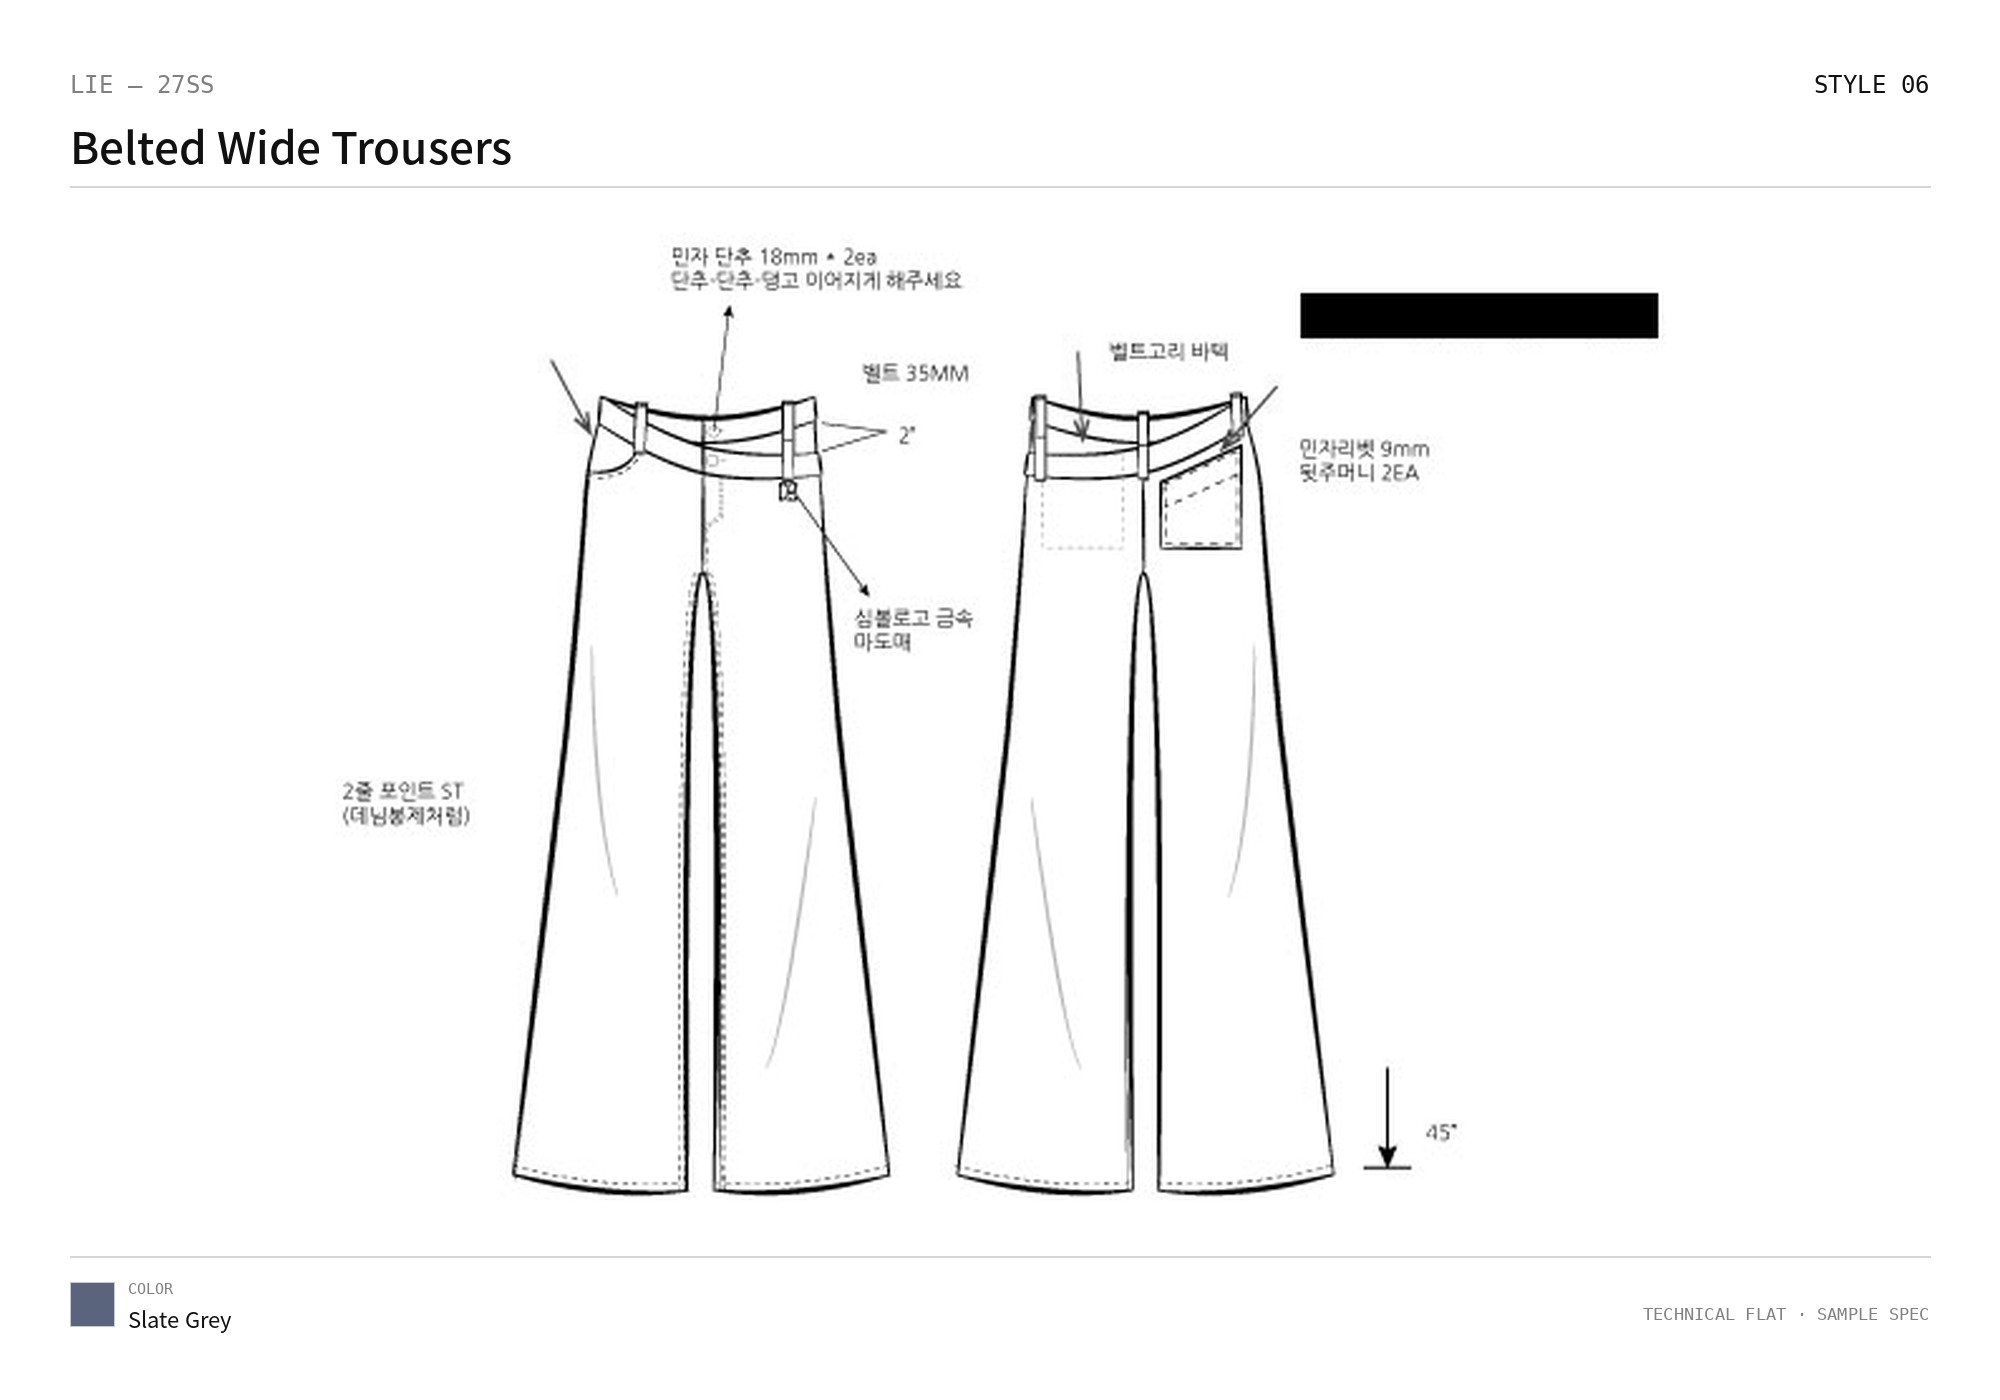 LIE — 27SS
STYLE 06
Belted Wide Trousers
민자 단추 18mm * 2ea
단추-단추-뎅고 이어지게 해주세요
벨트 35MM
2"
벨트고리 바택
민자리벳 9mm
뒷주머니 2EA
심볼로고 금속
마도매
2줄 포인트 ST
(데님봉제처럼)
45"
COLOR
Slate Grey
TECHNICAL FLAT · SAMPLE SPEC